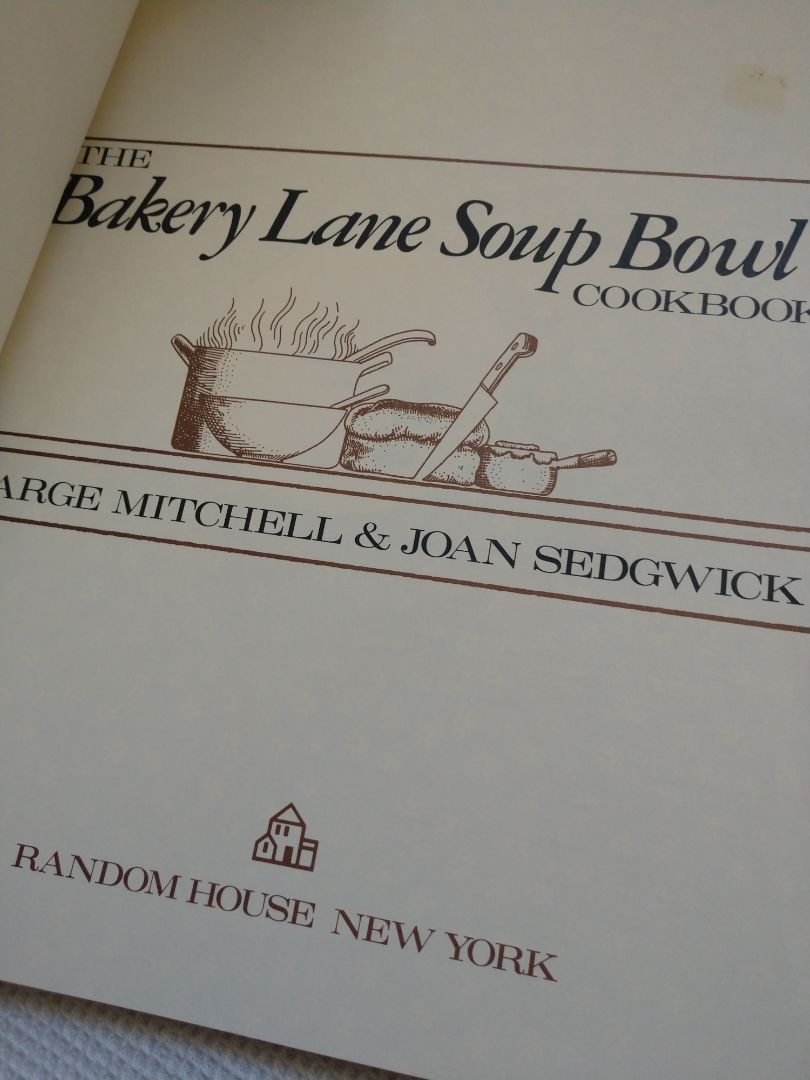 THE
Bakery Lane Soup Bowl
COOKBOOK
ARGE MITCHELL & JOAN SEDGWICK
RANDOM HOUSE NEW YORK